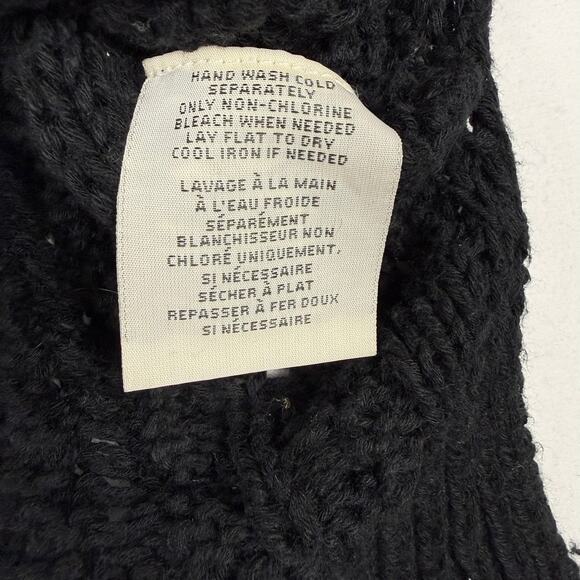 HAND WASH COLD
SEPARATELY
ONLY NON-CHLORINE
BLEACH WHEN NEEDED
LAY FLAT TO DRY
COOL IRON IF NEEDED
LAVAGE À LA MAIN
À L'EAU FROIDE
SÉPARÉMENT
BLANCHISSEUR NON
CHLORÉ UNIQUEMENT,
SI NÉCESSAIRE
SÉCHER À PLAT
REPASSER À FER DOUX
SI NÉCESSAIRE